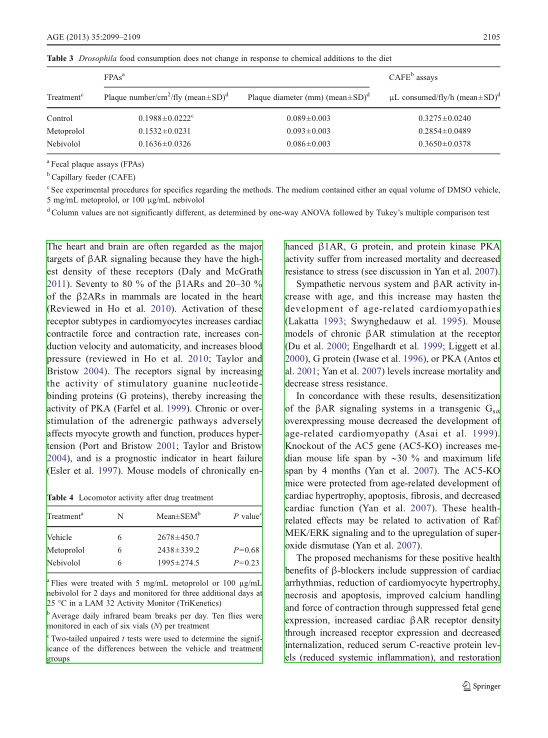 AGE (2013) 35:2099–2109
2105
Table 3 Drosophila food consumption does not change in response to chemical additions to the diet
FPAsᵃ
CAFEᵇ assays
Treatmentᶜ
Plaque number/cm²/fly (mean±SD)ᵈ
Plaque diameter (mm) (mean±SD)ᵈ
μL consumed/fly/h (mean±SD)ᵈ
Control 0.1988±0.0222ᶜ 0.089±0.003 0.3275±0.0240
Metoprolol 0.1532±0.0231 0.093±0.003 0.2854±0.0489
Nebivolol 0.1636±0.0326 0.086±0.003 0.3650±0.0378
ᵃ Fecal plaque assays (FPAs)
ᵇ Capillary feeder (CAFE)
ᶜ See experimental procedures for specifics regarding the methods. The medium contained either an equal volume of DMSO vehicle,
5 mg/mL metoprolol, or 100 μg/mL nebivolol
ᵈ Column values are not significantly different, as determined by one-way ANOVA followed by Tukey's multiple comparison test
The heart and brain are often regarded as the major
targets of βAR signaling because they have the high-
est density of these receptors (Daly and McGrath
2011). Seventy to 80 % of the β1ARs and 20–30 %
of the β2ARs in mammals are located in the heart
(Reviewed in Ho et al. 2010). Activation of these
receptor subtypes in cardiomyocytes increases cardiac
contractile force and contraction rate, increases con-
duction velocity and automaticity, and increases blood
pressure (reviewed in Ho et al. 2010; Taylor and
Bristow 2004). The receptors signal by increasing
the activity of stimulatory guanine nucleotide-
binding proteins (G proteins), thereby increasing the
activity of PKA (Farfel et al. 1999). Chronic or over-
stimulation of the adrenergic pathways adversely
affects myocyte growth and function, produces hyper-
tension (Port and Bristow 2001; Taylor and Bristow
2004), and is a prognostic indicator in heart failure
(Esler et al. 1997). Mouse models of chronically en-
Table 4 Locomotor activity after drug treatment
Treatmentᵃ N Mean±SEMᵇ P valueᶜ
Vehicle 6 2678±450.7
Metoprolol 6 2438±339.2 P=0.68
Nebivolol 6 1995±274.5 P=0.23
ᵃ Flies were treated with 5 mg/mL metoprolol or 100 μg/mL
nebivolol for 2 days and monitored for three additional days at
25 °C in a LAM 32 Activity Monitor (TriKenetics)
ᵇ Average daily infrared beam breaks per day. Ten flies were
monitored in each of six vials (N) per treatment
ᶜ Two-tailed unpaired t tests were used to determine the signif-
icance of the differences between the vehicle and treatment
groups
hanced β1AR, G protein, and protein kinase PKA
activity suffer from increased mortality and decreased
resistance to stress (see discussion in Yan et al. 2007).
Sympathetic nervous system and βAR activity in-
crease with age, and this increase may hasten the
development of age-related cardiomyopathies
(Lakatta 1993; Swynghedauw et al. 1995). Mouse
models of chronic βAR stimulation at the receptor
(Du et al. 2000; Engelhardt et al. 1999; Liggett et al.
2000), G protein (Iwase et al. 1996), or PKA (Antos et
al. 2001; Yan et al. 2007) levels increase mortality and
decrease stress resistance.
In concordance with these results, desensitization
of the βAR signaling systems in a transgenic Gsα
overexpressing mouse decreased the development of
age-related cardiomyopathy (Asai et al. 1999).
Knockout of the AC5 gene (AC5-KO) increases me-
dian mouse life span by ~30 % and maximum life
span by 4 months (Yan et al. 2007). The AC5-KO
mice were protected from age-related development of
cardiac hypertrophy, apoptosis, fibrosis, and decreased
cardiac function (Yan et al. 2007). These health-
related effects may be related to activation of Raf/
MEK/ERK signaling and to the upregulation of super-
oxide dismutase (Yan et al. 2007).
The proposed mechanisms for these positive health
benefits of β-blockers include suppression of cardiac
arrhythmias, reduction of cardiomyocyte hypertrophy,
necrosis and apoptosis, improved calcium handling
and force of contraction through suppressed fetal gene
expression, increased cardiac βAR receptor density
through increased receptor expression and decreased
internalization, reduced serum C-reactive protein lev-
els (reduced systemic inflammation), and restoration
Springer